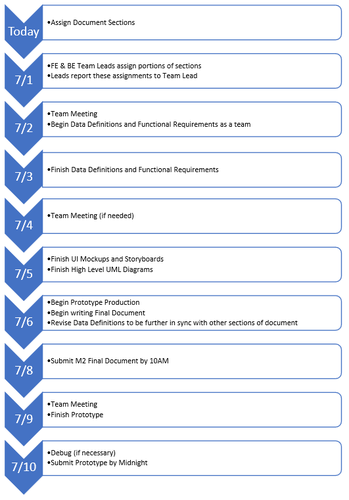 Today
•Assign Document Sections
7/1
•FE & BE Team Leads assign portions of sections
•Leads report these assignments to Team Lead
7/2
•Team Meeting
•Begin Data Definitions and Functional Requirements as a team
7/3
•Finish Data Definitions and Functional Requirements
7/4
•Team Meeting (if needed)
7/5
•Finish UI Mockups and Storyboards
•Finish High Level UML Diagrams
7/6
•Begin Prototype Production
•Begin writing Final Document
•Revise Data Definitions to be further in sync with other sections of document
7/8
•Submit M2 Final Document by 10AM
7/9
•Team Meeting
•Finish Prototype
7/10
•Debug (if necessary)
•Submit Prototype by Midnight